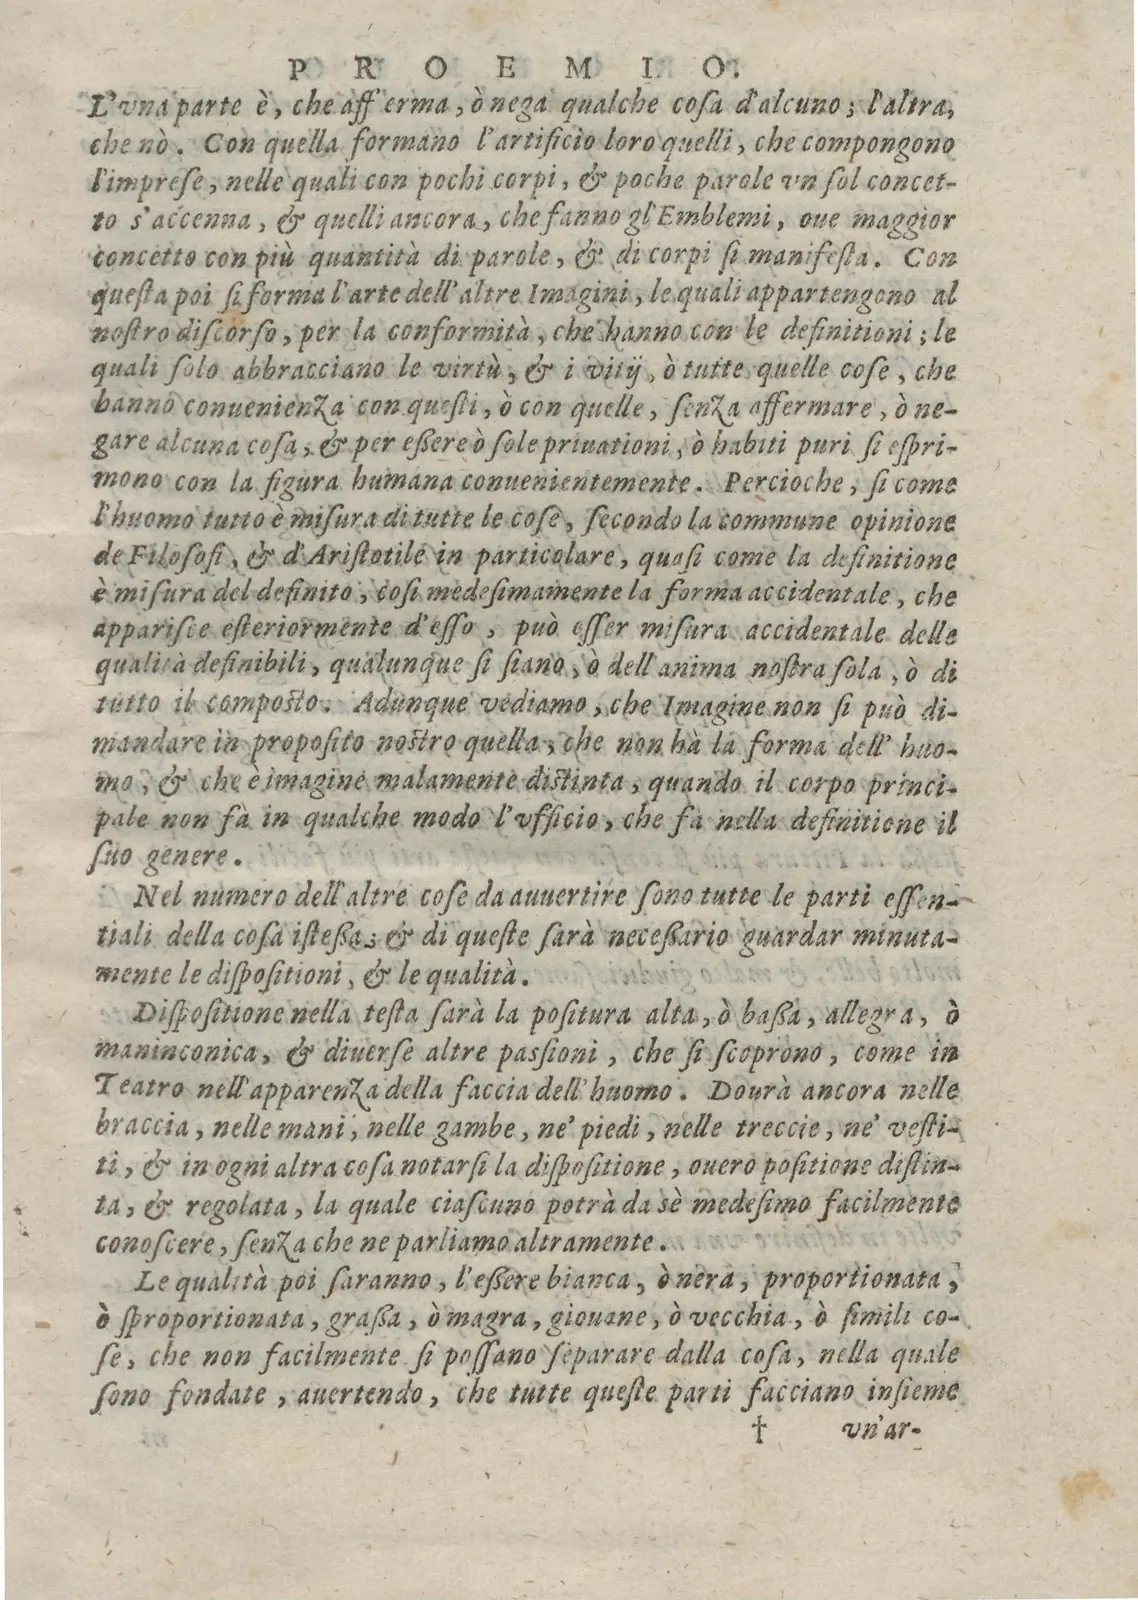 PROEMIO.
L'vna parte è, che afferma, ò nega qualche coſa d'alcuno; l'altra,
che nò. Con quella formano l'artificio loro quelli, che compongono
l'impreſe, nelle quali con pochi corpi, & poche parole vn ſol concet-
to s'accenna, & quelli ancora, che fanno gl'Emblemi, oue maggior
concetto con più quantità di parole, & di corpi ſi manifeſta. Con
queſta poi ſi forma l'arte dell'altre Imagini, le quali appartengono al
noſtro diſcorſo, per la conformità, che hanno con le definitioni; le
quali ſolo abbracciano le virtù, & i vitij, ò tutte quelle coſe, che
hanno conuenienza con queſti, ò con quelle, ſenza affermare, ò ne-
gare alcuna coſa, & per eſſere ò ſole priuationi, ò habiti puri ſi eſpri-
mono con la figura humana conuenientemente. Percioche, ſi come
l'huomo tutto è miſura di tutte le coſe, ſecondo la commune opinione
de Filoſofi, & d'Ariſtotile in particolare, quaſi come la definitione
è miſura del definito, coſi medeſimamente la forma accidentale, che
appariſce eſteriormente d'eſſo, può eſſer miſura accidentale delle
qualità definibili, qualunque ſi ſiano, ò dell'anima noſtra ſola, ò di
tutto il compoſto. Adunque vediamo, che Imagine non ſi può di-
mandare in propoſito noſtro quella, che non hà la forma dell'huo-
mo, & che è imagine malamente diſtinta, quando il corpo princi-
pale non fà in qualche modo l'vfficio, che fa nella definitione il
ſuo genere.
Nel numero dell'altre coſe da auuertire ſono tutte le parti eſſen-
tiali della coſa iſteſſa; & di queſte ſarà neceſſario guardar minuta-
mente le diſpoſitioni, & le qualità.
Diſpoſitione nella teſta ſarà la poſitura alta, ò baſſa, allegra, ò
maninconica, & diuerſe altre paſſioni, che ſi ſcoprono, come in
Teatro nell'apparenza della faccia dell'huomo. Dourà ancora nelle
braccia, nelle mani, nelle gambe, ne' piedi, nelle treccie, ne' veſti-
ti, & in ogni altra coſa notarſi la diſpoſitione, ouero poſitione diſtin-
ta, & regolata, la quale ciaſcuno potrà da sè medeſimo facilmente
conoſcere, ſenza che ne parliamo altramente.
Le qualità poi ſaranno, l'eſſere bianca, ò nera, proportionata,
ò ſproportionata, graſſa, ò magra, giouane, ò vecchia, ò ſimili co-
ſe, che non facilmente ſi poſſano ſeparare dalla coſa, nella quale
ſono fondate, auertendo, che tutte queſte parti facciano inſieme
† vn'ar-